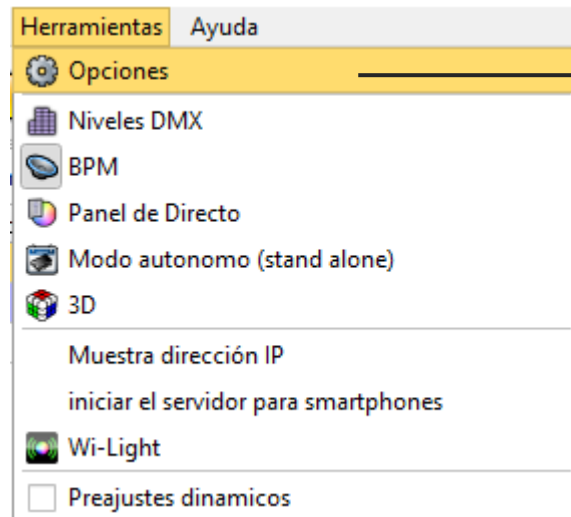 Herramientas Ayuda
Opciones
Niveles DMX
BPM
Panel de Directo
Modo autonomo (stand alone)
3D
Muestra dirección IP
iniciar el servidor para smartphones
Wi-Light
Preajustes dinamicos